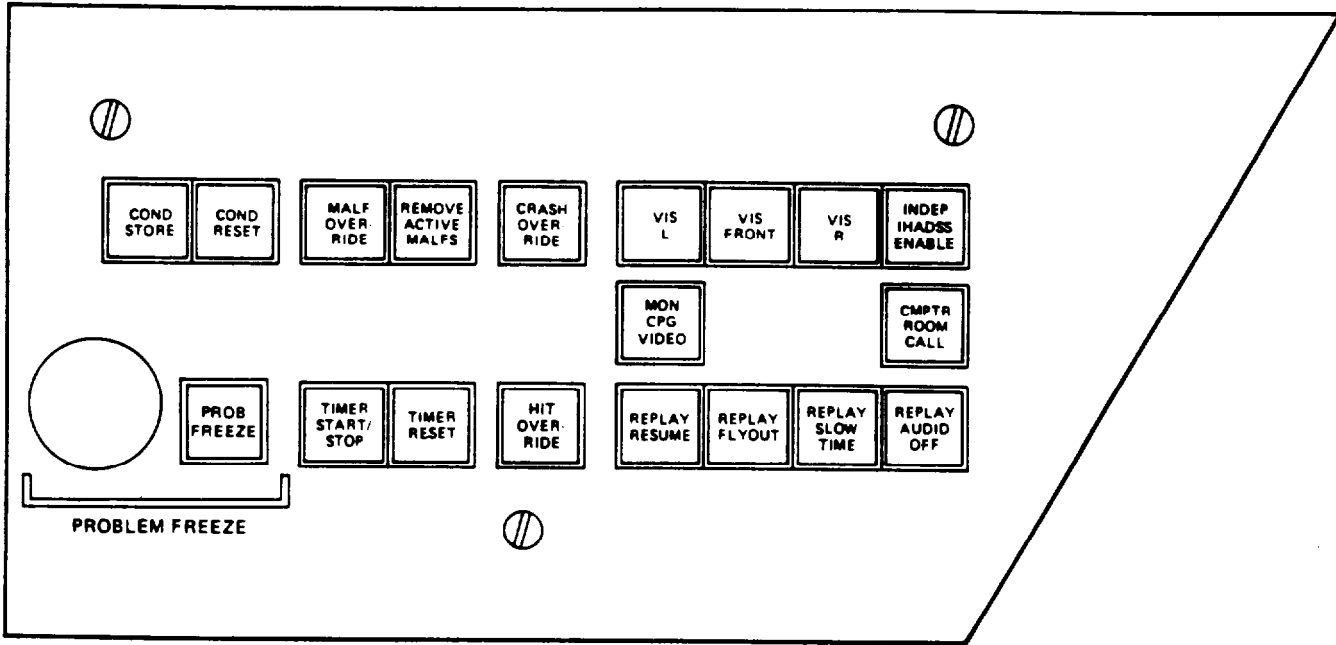 COND
STORE
COND
RESET
MALF
OVER-
RIDE
REMOVE
ACTIVE
MALFS
CRASH
OVER-
RIDE
VIS
L
VIS
FRONT
VIS
R
INDEP
IHADSS
ENABLE
MON
CPG
VIDEO
CMPTR
ROOM
CALL
PROB
FREEZE
TIMER
START/
STOP
TIMER
RESET
HIT
OVER-
RIDE
REPLAY
RESUME
REPLAY
FLYOUT
REPLAY
SLOW
TIME
REPLAY
AUDIO
OFF
PROBLEM FREEZE